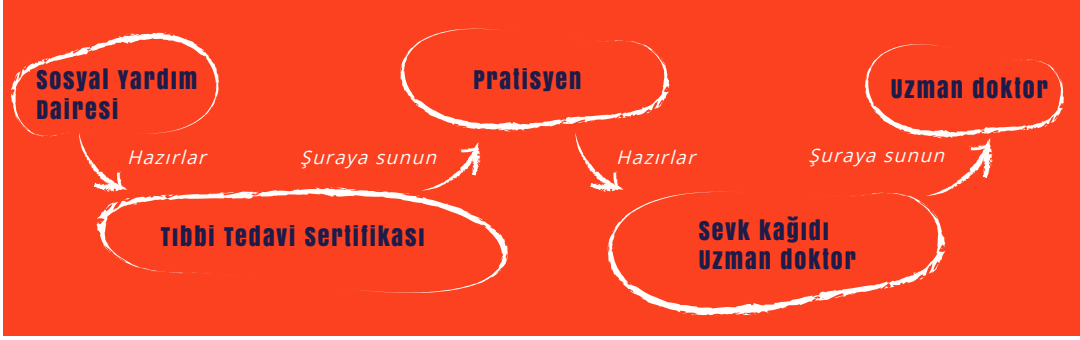 Sosyal Yardım
Dairesi
Hazırlar
Tıbbi Tedavi Sertifikası
Şuraya sunun
Pratisyen
Hazırlar
Sevk kağıdı
Uzman doktor
Şuraya sunun
Uzman doktor